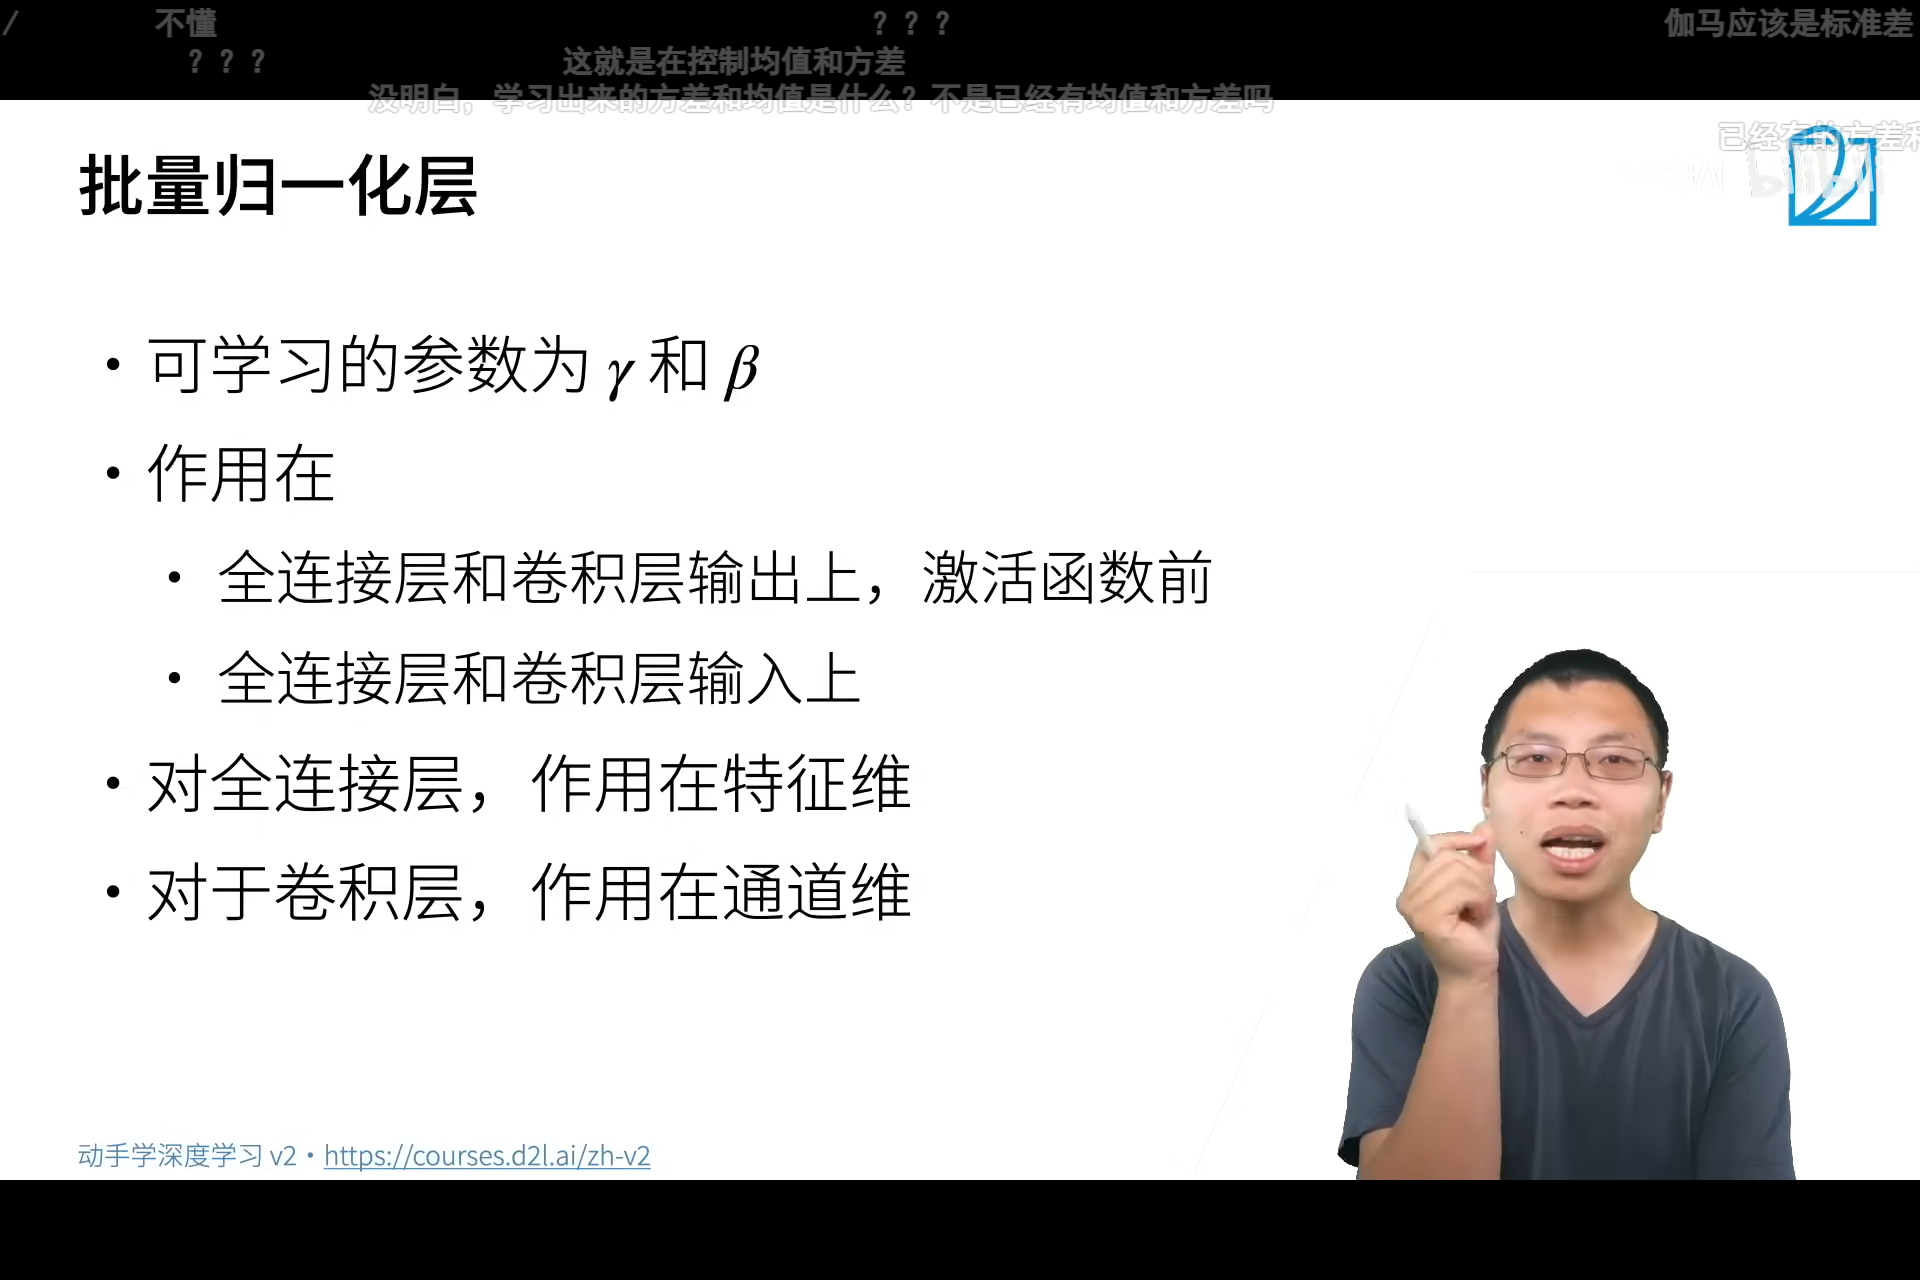 /
不懂
？？？
伽马应该是标准差
？？？
这就是在控制均值和方差
没明白，学习出来的方差和均值是什么？不是已经有均值和方差吗
已经有的方差和
bilibili
批量归一化层
• 可学习的参数为 γ 和 β
• 作用在
• 全连接层和卷积层输出上，激活函数前
• 全连接层和卷积层输入上
• 对全连接层，作用在特征维
• 对于卷积层，作用在通道维
动手学深度学习 v2 • https://courses.d2l.ai/zh-v2